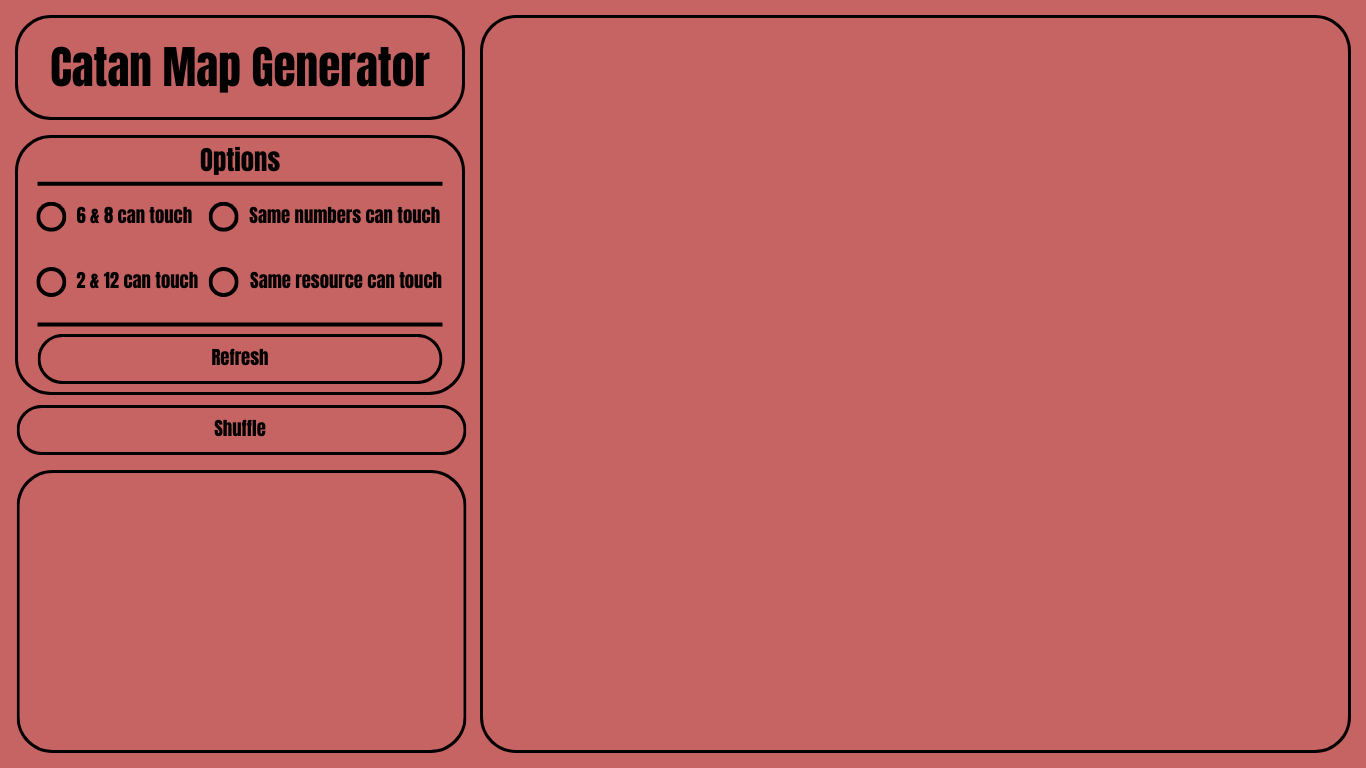 Catan Map Generator
Options
6 & 8 can touch
Same numbers can touch
2 & 12 can touch
Same resource can touch
Refresh
Shuffle